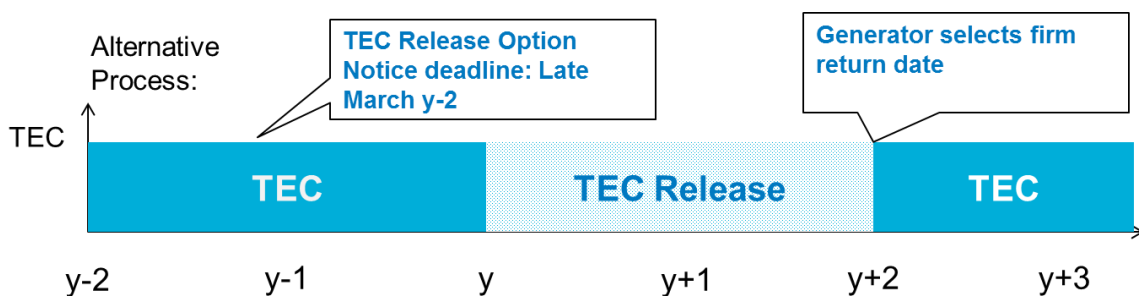 Alternative
Process:
TEC Release Option
Notice deadline: Late
March y-2
Generator selects firm
return date
TEC
TEC
TEC Release
TEC
y-2
y-1
y
y+1
y+2
y+3